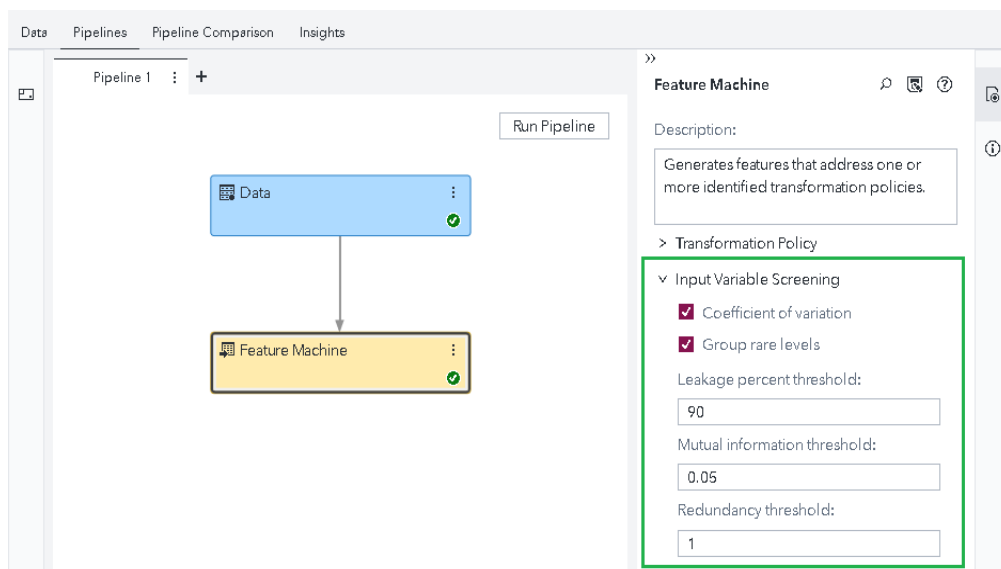 Data Pipelines Pipeline Comparison Insights
Pipeline 1 +
Run Pipeline
Data
Feature Machine
Feature Machine
Description:
Generates features that address one or
more identified transformation policies.
> Transformation Policy
Input Variable Screening
Coefficient of variation
Group rare levels
Leakage percent threshold:
90
Mutual information threshold:
0.05
Redundancy threshold:
1